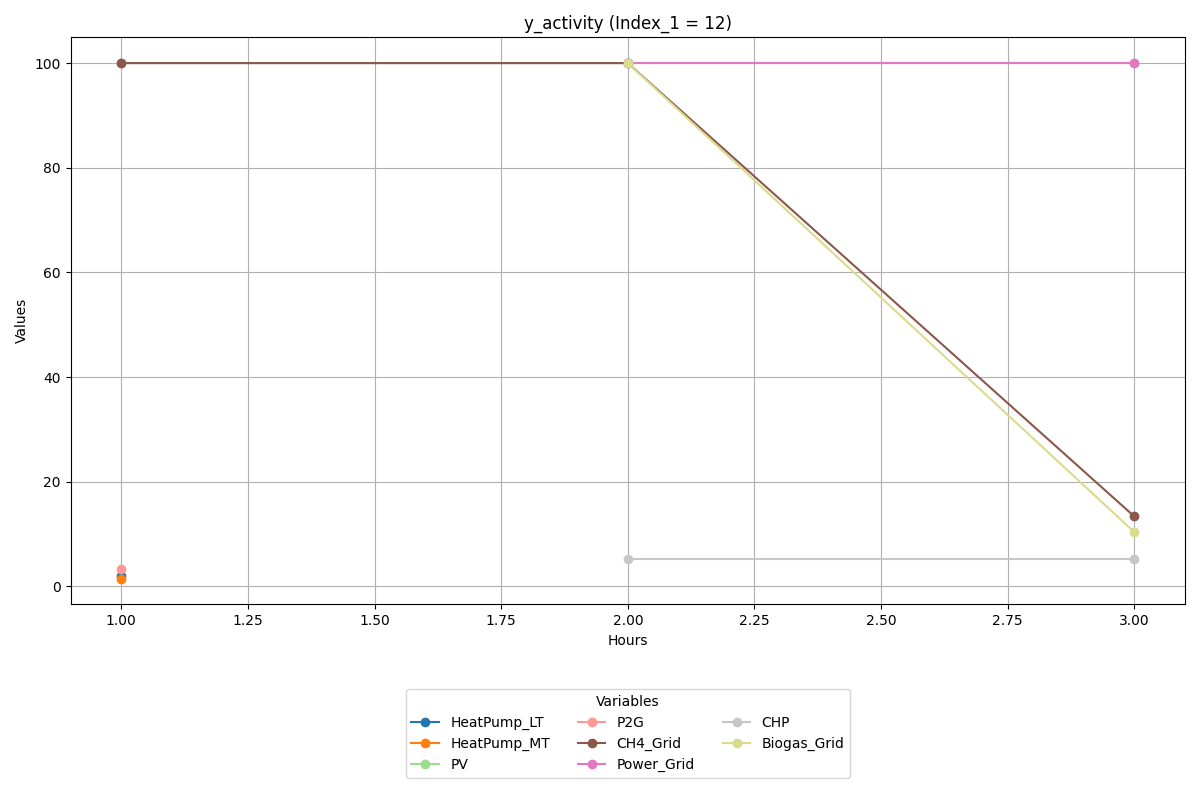 y_activity (Index_1 = 12)
100
80
60
40
20
0
Values
1.00 1.25 1.50 1.75 2.00 2.25 2.50 2.75 3.00
Hours
Variables
HeatPump_LT P2G CHP
HeatPump_MT CH4_Grid Biogas_Grid
PV Power_Grid